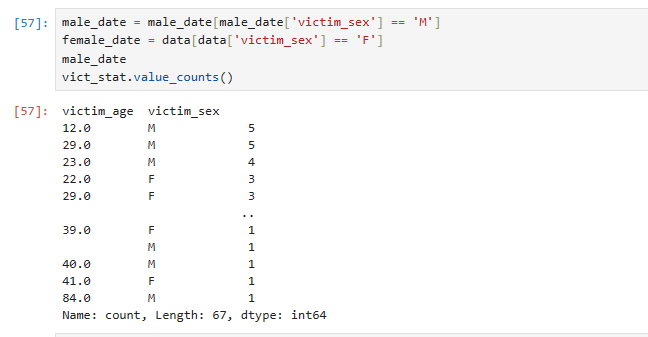 [57]: male_date = male_date[male_date['victim_sex'] == 'M']
female_date = data[data['victim_sex'] == 'F']
male_date
vict_stat.value_counts()
[57]: victim_age  victim_sex
12.0        M             5
29.0        M             5
23.0        M             4
22.0        F             3
29.0        F             3
                         ..
39.0        F             1
            M             1
40.0        M             1
41.0        F             1
84.0        M             1
Name: count, Length: 67, dtype: int64